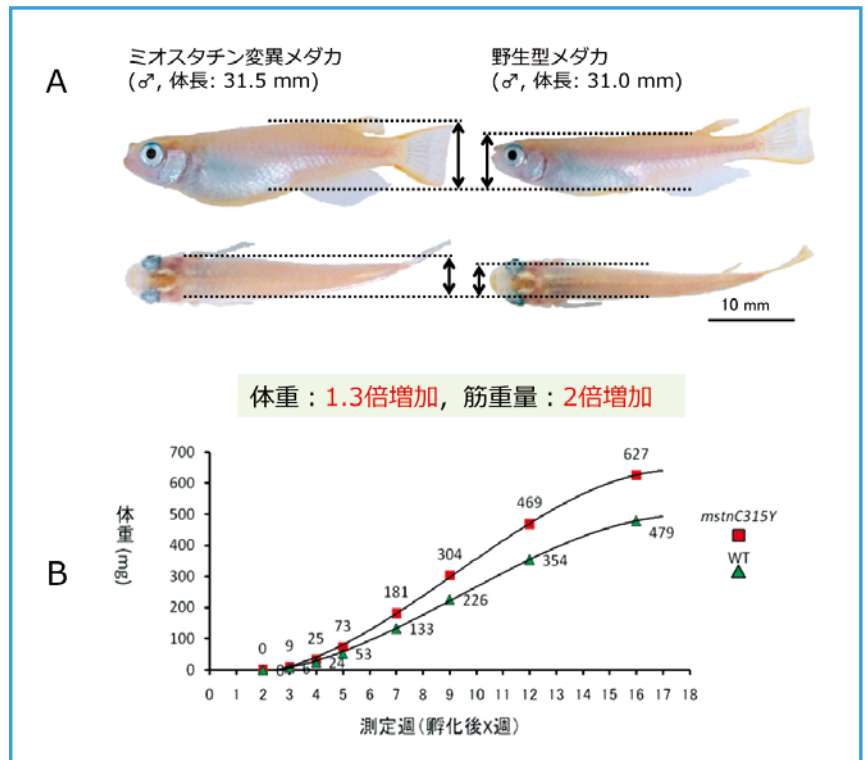 A
ミオスタチン変異メダカ
(♂, 体長: 31.5 mm)
野生型メダカ
(♂, 体長: 31.0 mm)
10 mm
体重：1.3倍増加, 筋重量：2倍増加
B
体重(mg)
700
600
500
400
300
200
100
0
0 9 25 73 181 304 469 627
0 6 24 53 133 226 354 479
mstnC315Y
WT
0 1 2 3 4 5 6 7 8 9 10 11 12 13 14 15 16 17 18
測定週(孵化後X週)